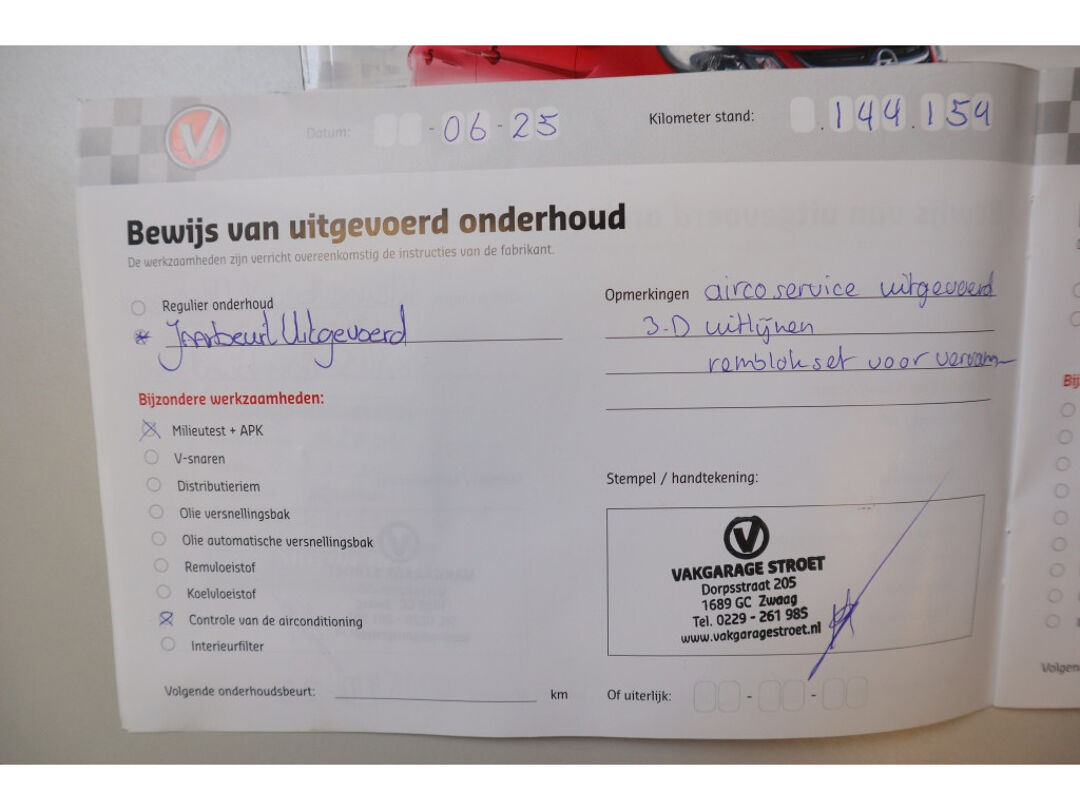 Datum: - 06 - 25
Kilometer stand: . 144 . 159
Bewijs van uitgevoerd onderhoud
De werkzaamheden zijn verricht overeenkomstig de instructies van de fabrikant.
Regulier onderhoud
Jaarbeurt Uitgevoerd
Bijzondere werkzaamheden:
Milieutest + APK
V-snaren
Distributieriem
Olie versnellingsbak
Olie automatische versnellingsbak
Remvloeistof
Koelvloeistof
Controle van de airconditioning
Interieurfilter
Volgende onderhoudsbeurt: km
Opmerkingen airco service uitgevoerd
3-D uitlijnen
remblokset voor vervan
Stempel / handtekening:
VAKGARAGE STROET
Dorpsstraat 205
1689 GC Zwaag
Tel. 0229 - 261 985
www.vakgaragestroet.nl
Of uiterlijk: - -